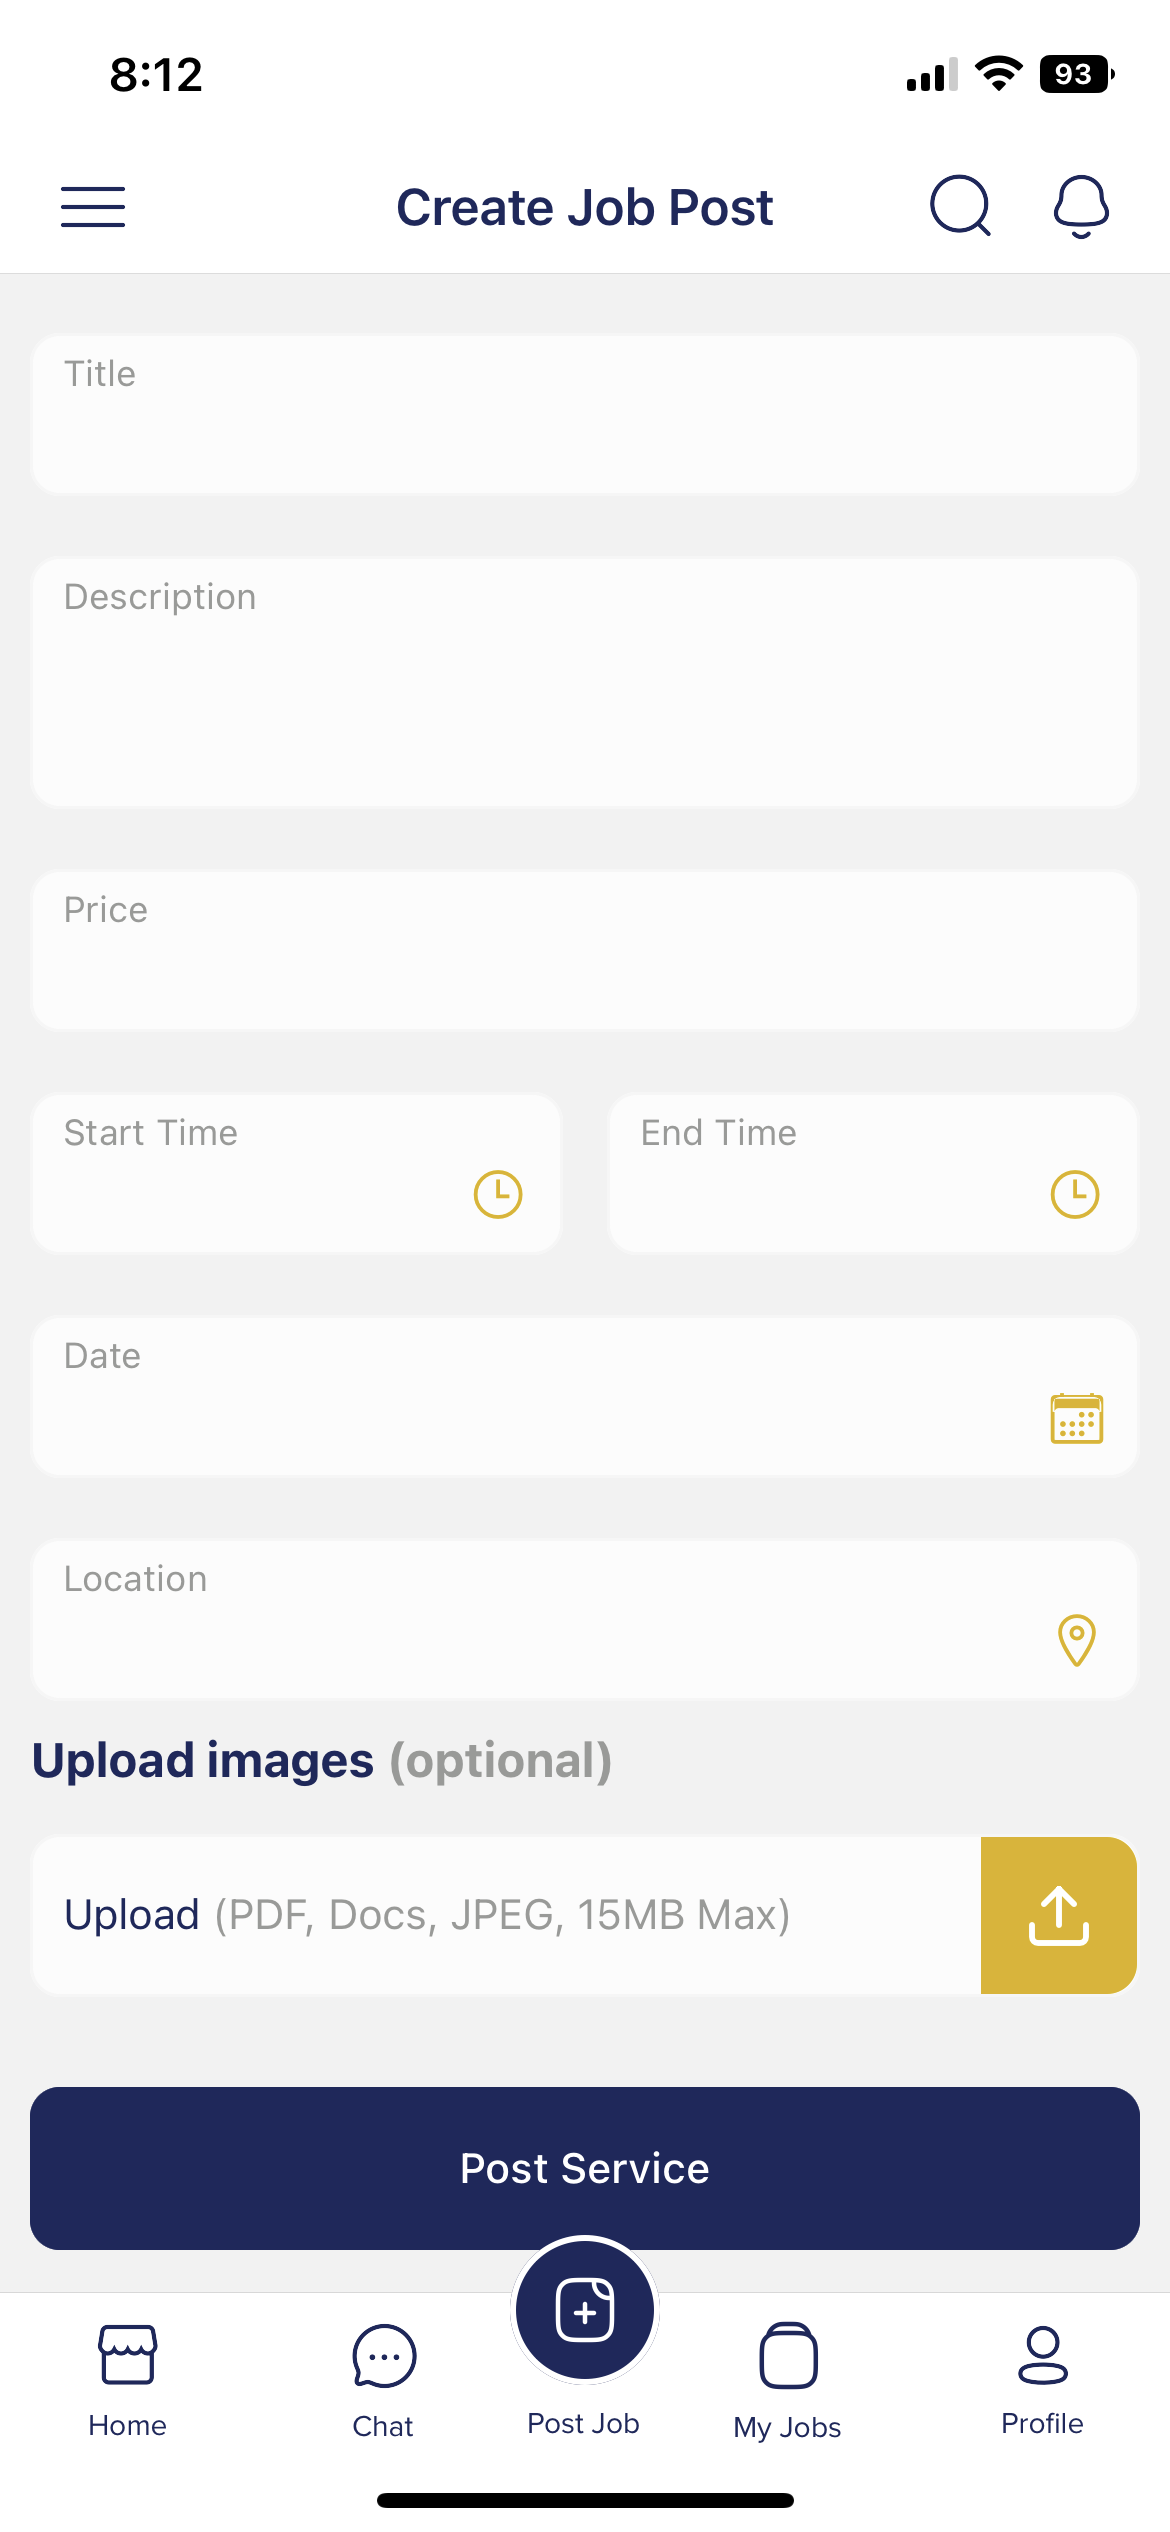 8:12
93
Create Job Post
Title
Description
Price
Start Time
End Time
Date
Location
Upload images (optional)
Upload (PDF, Docs, JPEG, 15MB Max)
Post Service
Home
Chat
Post Job
My Jobs
Profile